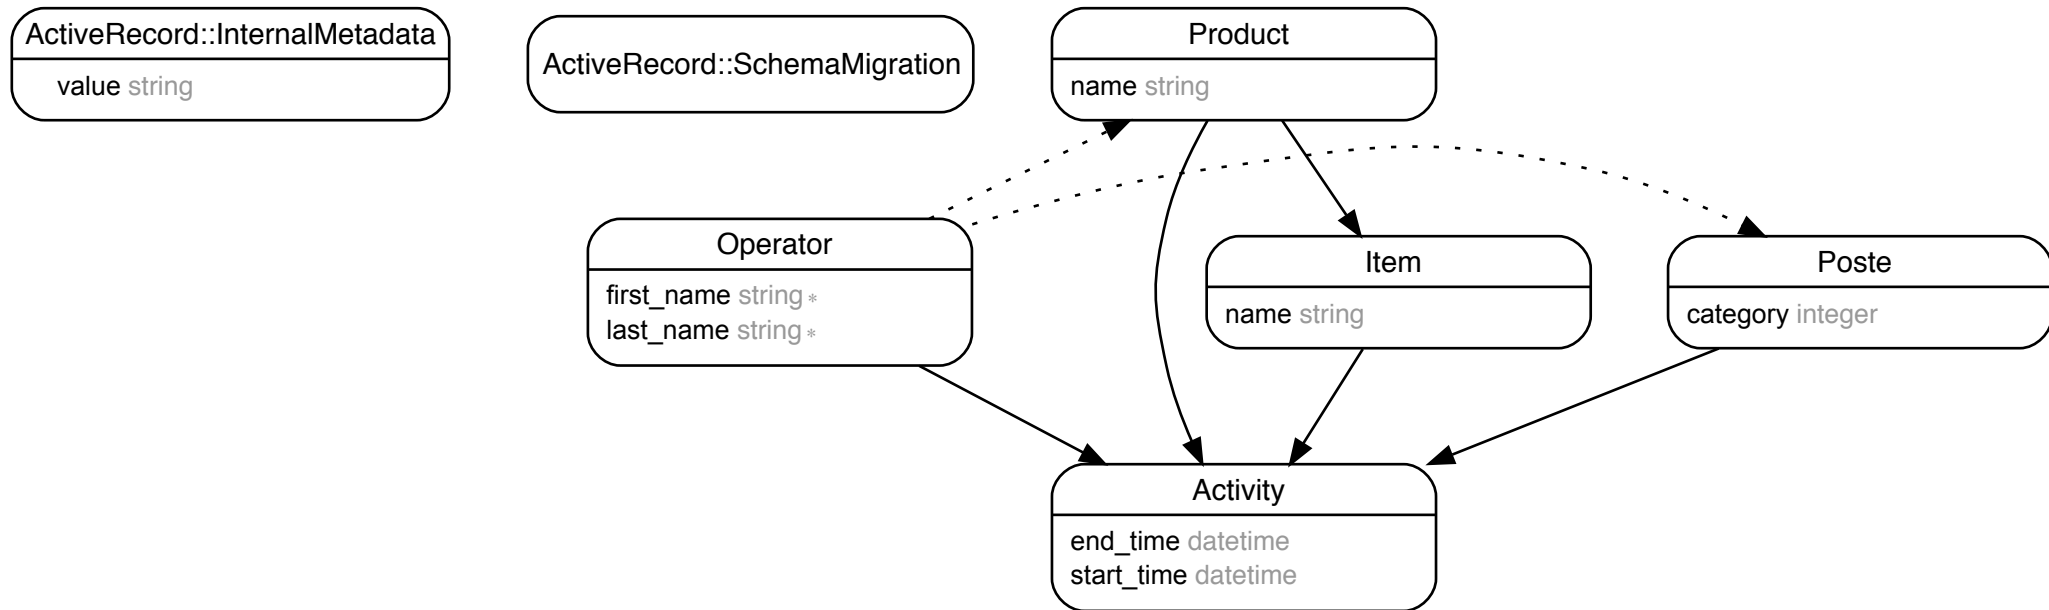 ActiveRecord::InternalMetadata
value string
ActiveRecord::SchemaMigration
Product
name string
Operator
first_name string *
last_name string *
Item
name string
Poste
category integer
Activity
end_time datetime
start_time datetime